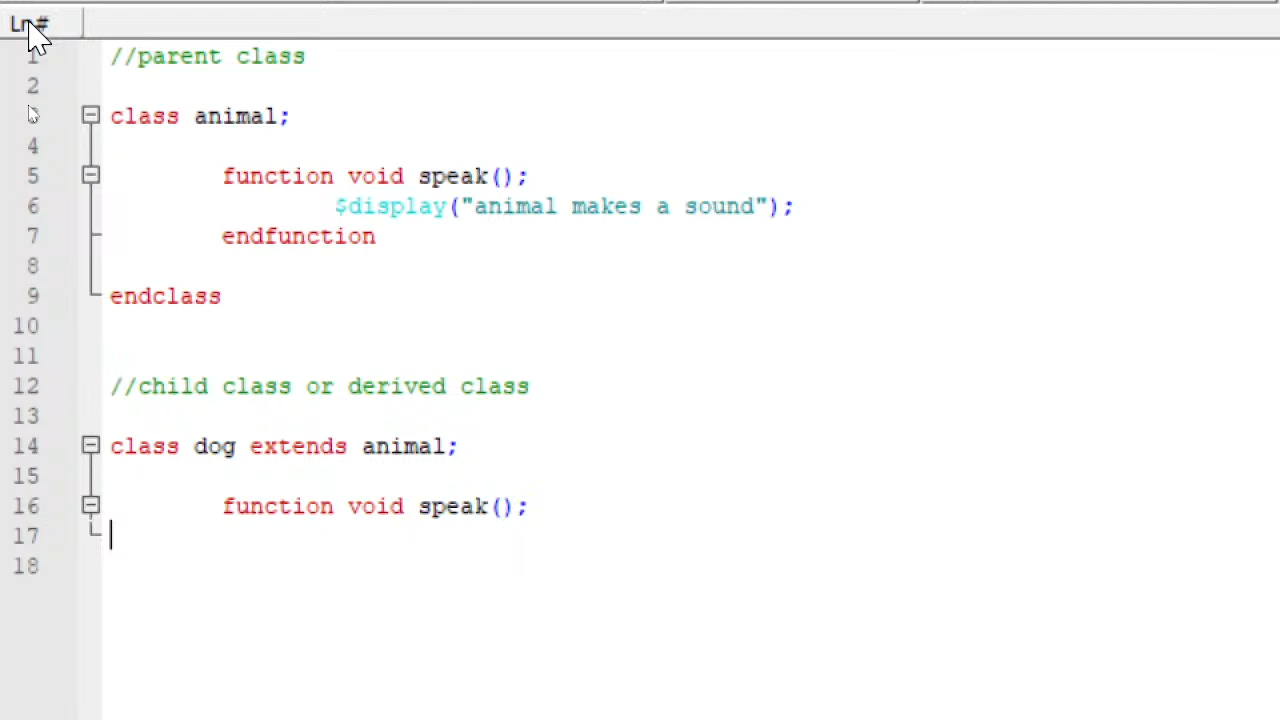 Ln#
1 //parent class
2
3 class animal;
4
5 function void speak();
6 $display("animal makes a sound");
7 endfunction
8
9 endclass
10
11
12 //child class or derived class
13
14 class dog extends animal;
15
16 function void speak();
17
18